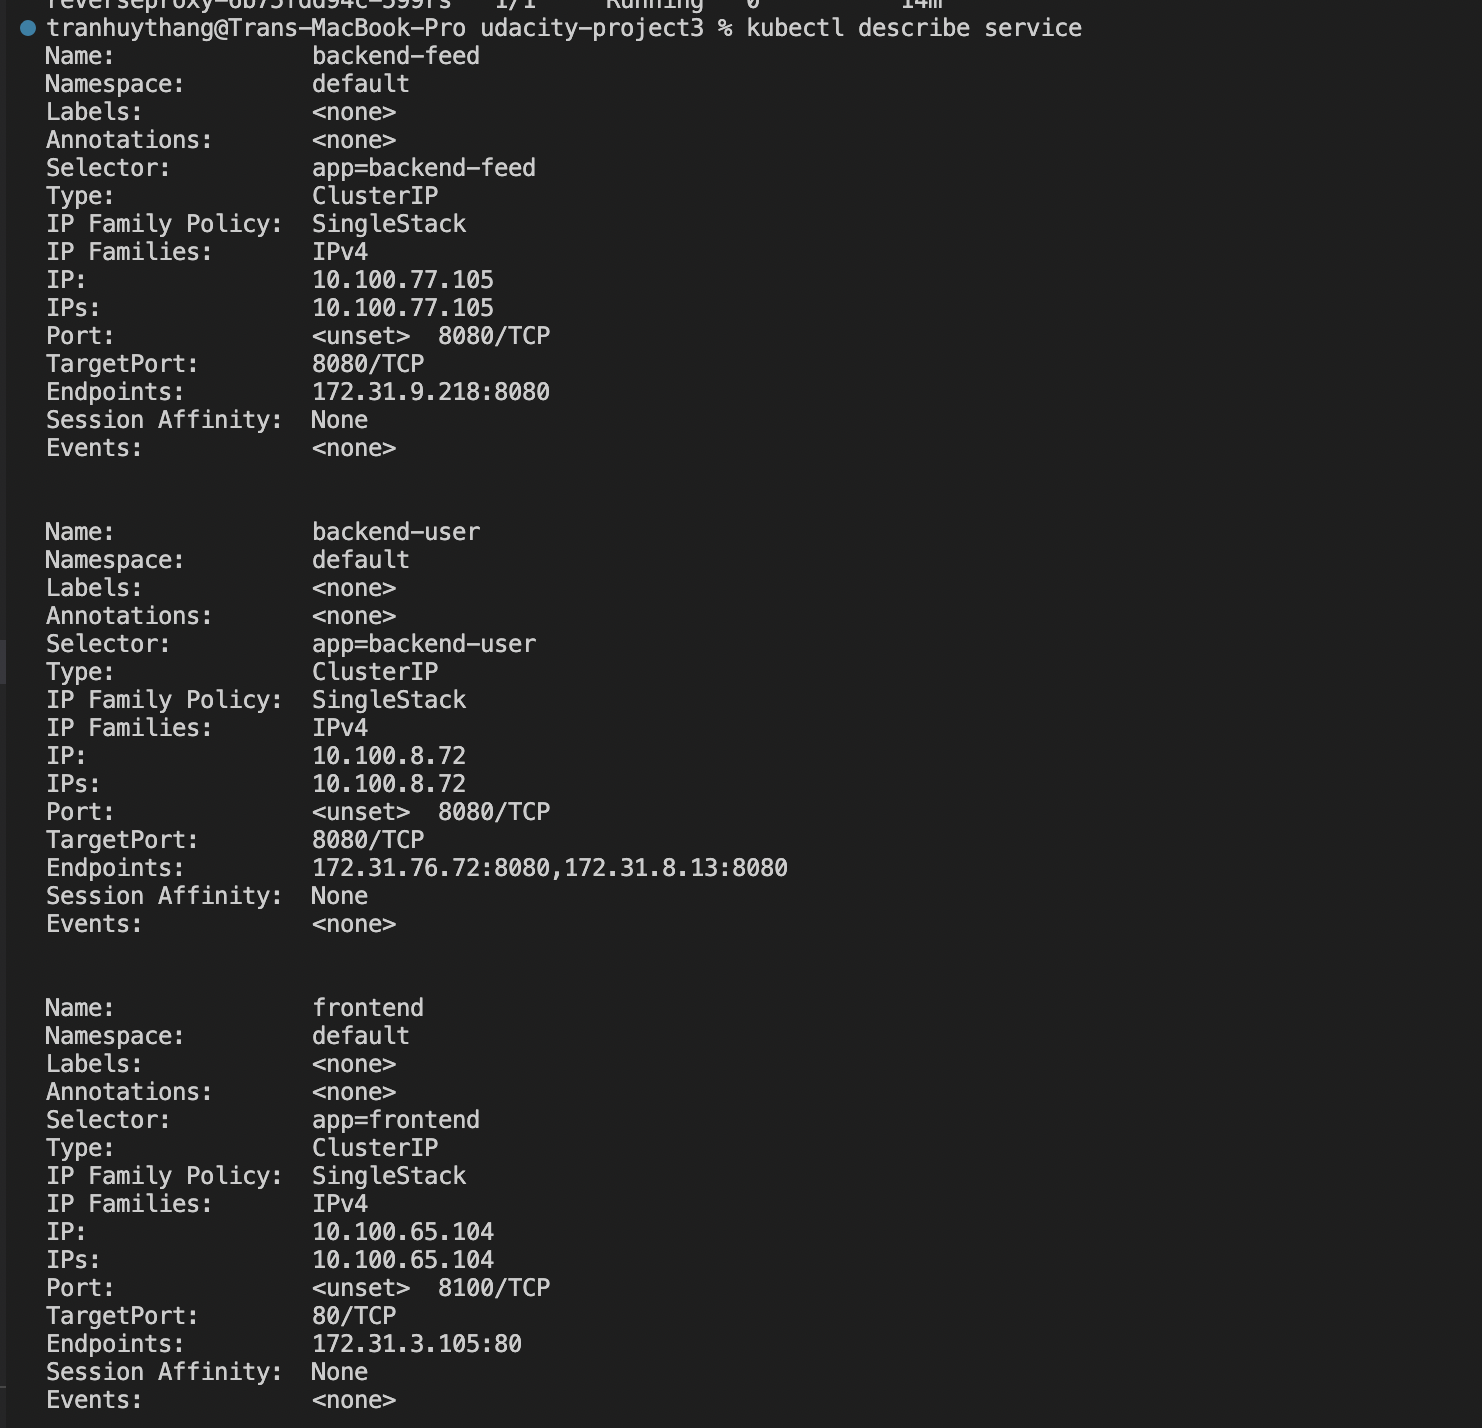 reverseproxy-6b75fdd94c-599fs   1/1     Running   0          14m
tranhuythang@Trans-MacBook-Pro udacity-project3 % kubectl describe service
Name:              backend-feed
Namespace:         default
Labels:            <none>
Annotations:       <none>
Selector:          app=backend-feed
Type:              ClusterIP
IP Family Policy:  SingleStack
IP Families:       IPv4
IP:                10.100.77.105
IPs:               10.100.77.105
Port:              <unset>  8080/TCP
TargetPort:        8080/TCP
Endpoints:         172.31.9.218:8080
Session Affinity:  None
Events:            <none>
Name:              backend-user
Namespace:         default
Labels:            <none>
Annotations:       <none>
Selector:          app=backend-user
Type:              ClusterIP
IP Family Policy:  SingleStack
IP Families:       IPv4
IP:                10.100.8.72
IPs:               10.100.8.72
Port:              <unset>  8080/TCP
TargetPort:        8080/TCP
Endpoints:         172.31.76.72:8080,172.31.8.13:8080
Session Affinity:  None
Events:            <none>
Name:              frontend
Namespace:         default
Labels:            <none>
Annotations:       <none>
Selector:          app=frontend
Type:              ClusterIP
IP Family Policy:  SingleStack
IP Families:       IPv4
IP:                10.100.65.104
IPs:               10.100.65.104
Port:              <unset>  8100/TCP
TargetPort:        80/TCP
Endpoints:         172.31.3.105:80
Session Affinity:  None
Events:            <none>